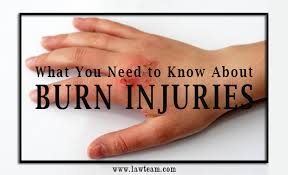 What You Need to Know About
BURN INJURIES
www.lawteam.com